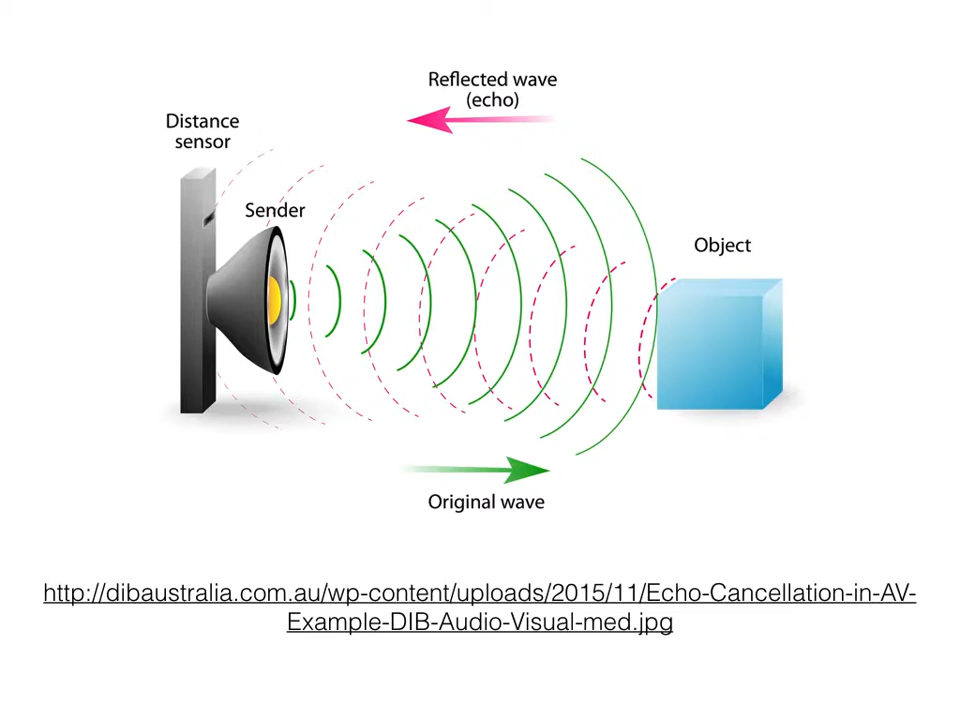 Reflected wave
(echo)
Distance
sensor
Sender
Object
Original wave
http://dibaustralia.com.au/wp-content/uploads/2015/11/Echo-Cancellation-in-AV-
Example-DIB-Audio-Visual-med.jpg